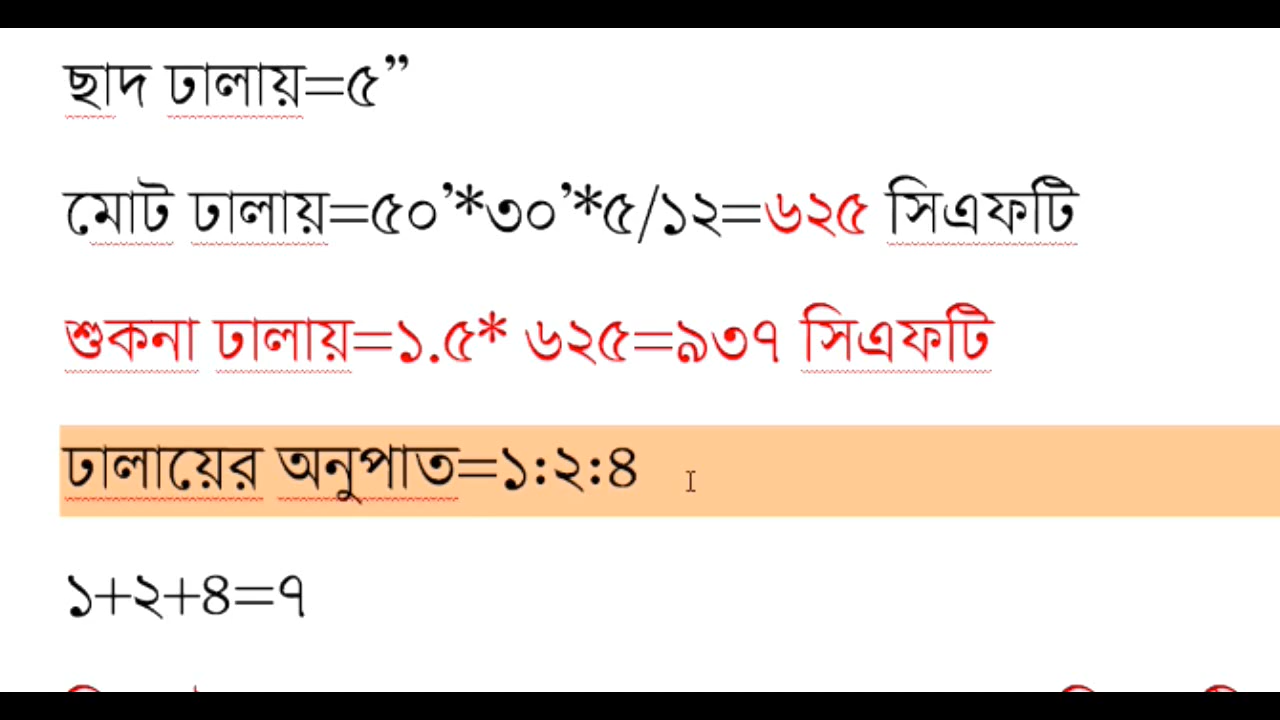 ছাদ ঢালায়=৫”
মোট ঢালায়=৫০’*৩০’*৫/১২=৬২৫ সিএফটি
শুকনা ঢালায়=১.৫* ৬২৫=৯৩৭ সিএফটি
ঢালায়ের অনুপাত=১:২:৪
১+২+৪=৭